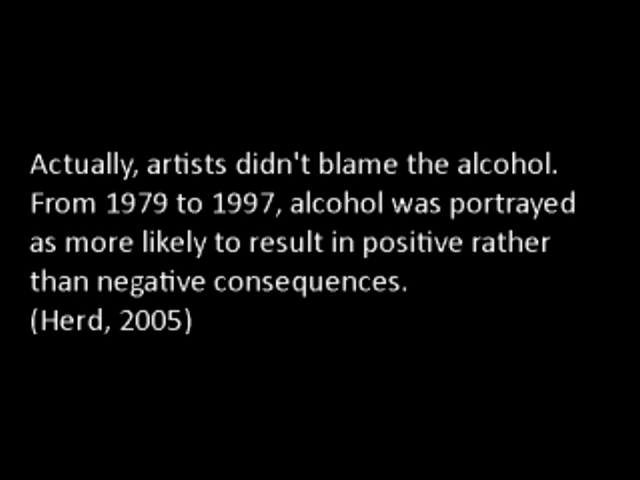 Actually, artists didn't blame the alcohol.
From 1979 to 1997, alcohol was portrayed
as more likely to result in positive rather
than negative consequences.
(Herd, 2005)